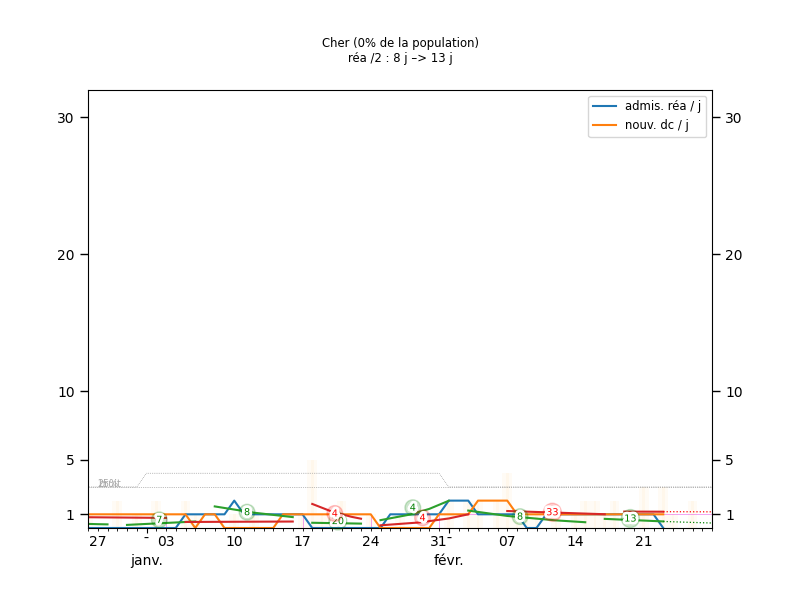 Cher (0% de la population)
réa /2 : 8 j –> 13 j
admis. réa / j
nouv. dc / j
30 30
20 20
10 10
5 5
4 4
7 8 20 4 8 33 13
1 1
27 - 03 10 17 24 31- 07 14 21
janv. févr.